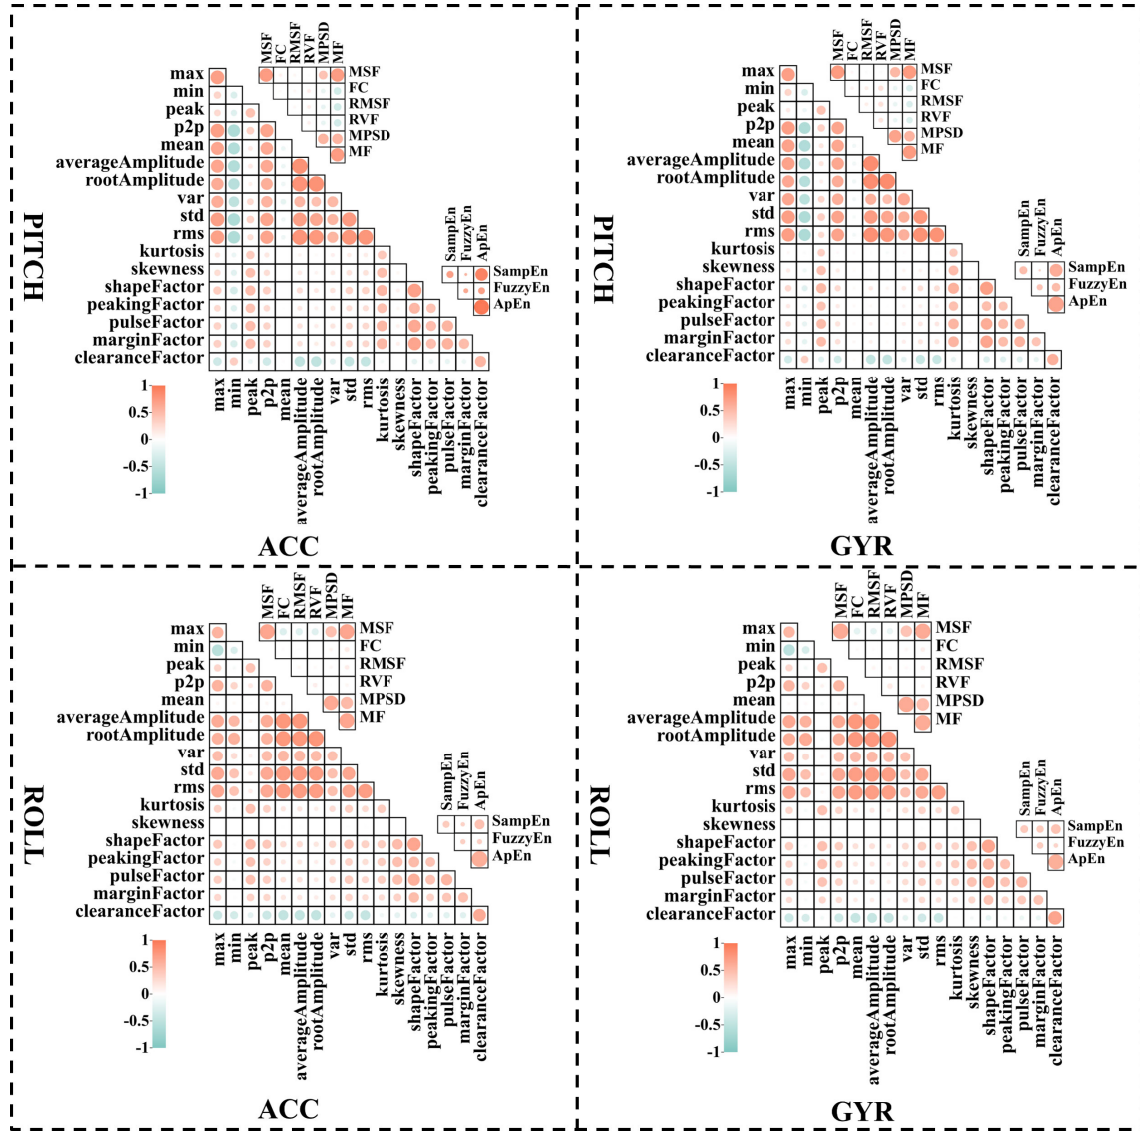 PITCH
MSF
FC
RMSF
RVF
MPSD
MF
max
min
peak
p2p
mean
averageAmplitude
rootAmplitude
var
std
rms
kurtosis
skewness
shapeFactor
peakingFactor
pulseFactor
marginFactor
clearanceFactor
MSF
FC
RMSF
RVF
MPSD
MF
SampEn
FuzzyEn
ApEn
SampEn
FuzzyEn
ApEn
1
0.5
0
-0.5
-1
max
min
peak
p2p
mean
averageAmplitude
rootAmplitude
var
std
rms
kurtosis
skewness
shapeFactor
peakingFactor
pulseFactor
marginFactor
clearanceFactor
ACC
PITCH
MSF
FC
RMSF
RVF
MPSD
MF
max
min
peak
p2p
mean
averageAmplitude
rootAmplitude
var
std
rms
kurtosis
skewness
shapeFactor
peakingFactor
pulseFactor
marginFactor
clearanceFactor
MSF
FC
RMSF
RVF
MPSD
MF
SampEn
FuzzyEn
ApEn
SampEn
FuzzyEn
ApEn
1
0.5
0
-0.5
-1
max
min
peak
p2p
mean
averageAmplitude
rootAmplitude
var
std
rms
kurtosis
skewness
shapeFactor
peakingFactor
pulseFactor
marginFactor
clearanceFactor
GYR
ROLL
MSF
FC
RMSF
RVF
MPSD
MF
max
min
peak
p2p
mean
averageAmplitude
rootAmplitude
var
std
rms
kurtosis
skewness
shapeFactor
peakingFactor
pulseFactor
marginFactor
clearanceFactor
MSF
FC
RMSF
RVF
MPSD
MF
SampEn
FuzzyEn
ApEn
SampEn
FuzzyEn
ApEn
1
0.5
0
-0.5
-1
max
min
peak
p2p
mean
averageAmplitude
rootAmplitude
var
std
rms
kurtosis
skewness
shapeFactor
peakingFactor
pulseFactor
marginFactor
clearanceFactor
ACC
ROLL
MSF
FC
RMSF
RVF
MPSD
MF
max
min
peak
p2p
mean
averageAmplitude
rootAmplitude
var
std
rms
kurtosis
skewness
shapeFactor
peakingFactor
pulseFactor
marginFactor
clearanceFactor
MSF
FC
RMSF
RVF
MPSD
MF
SampEn
FuzzyEn
ApEn
SampEn
FuzzyEn
ApEn
1
0.5
0
-0.5
-1
max
min
peak
p2p
mean
averageAmplitude
rootAmplitude
var
std
rms
kurtosis
skewness
shapeFactor
peakingFactor
pulseFactor
marginFactor
clearanceFactor
GYR